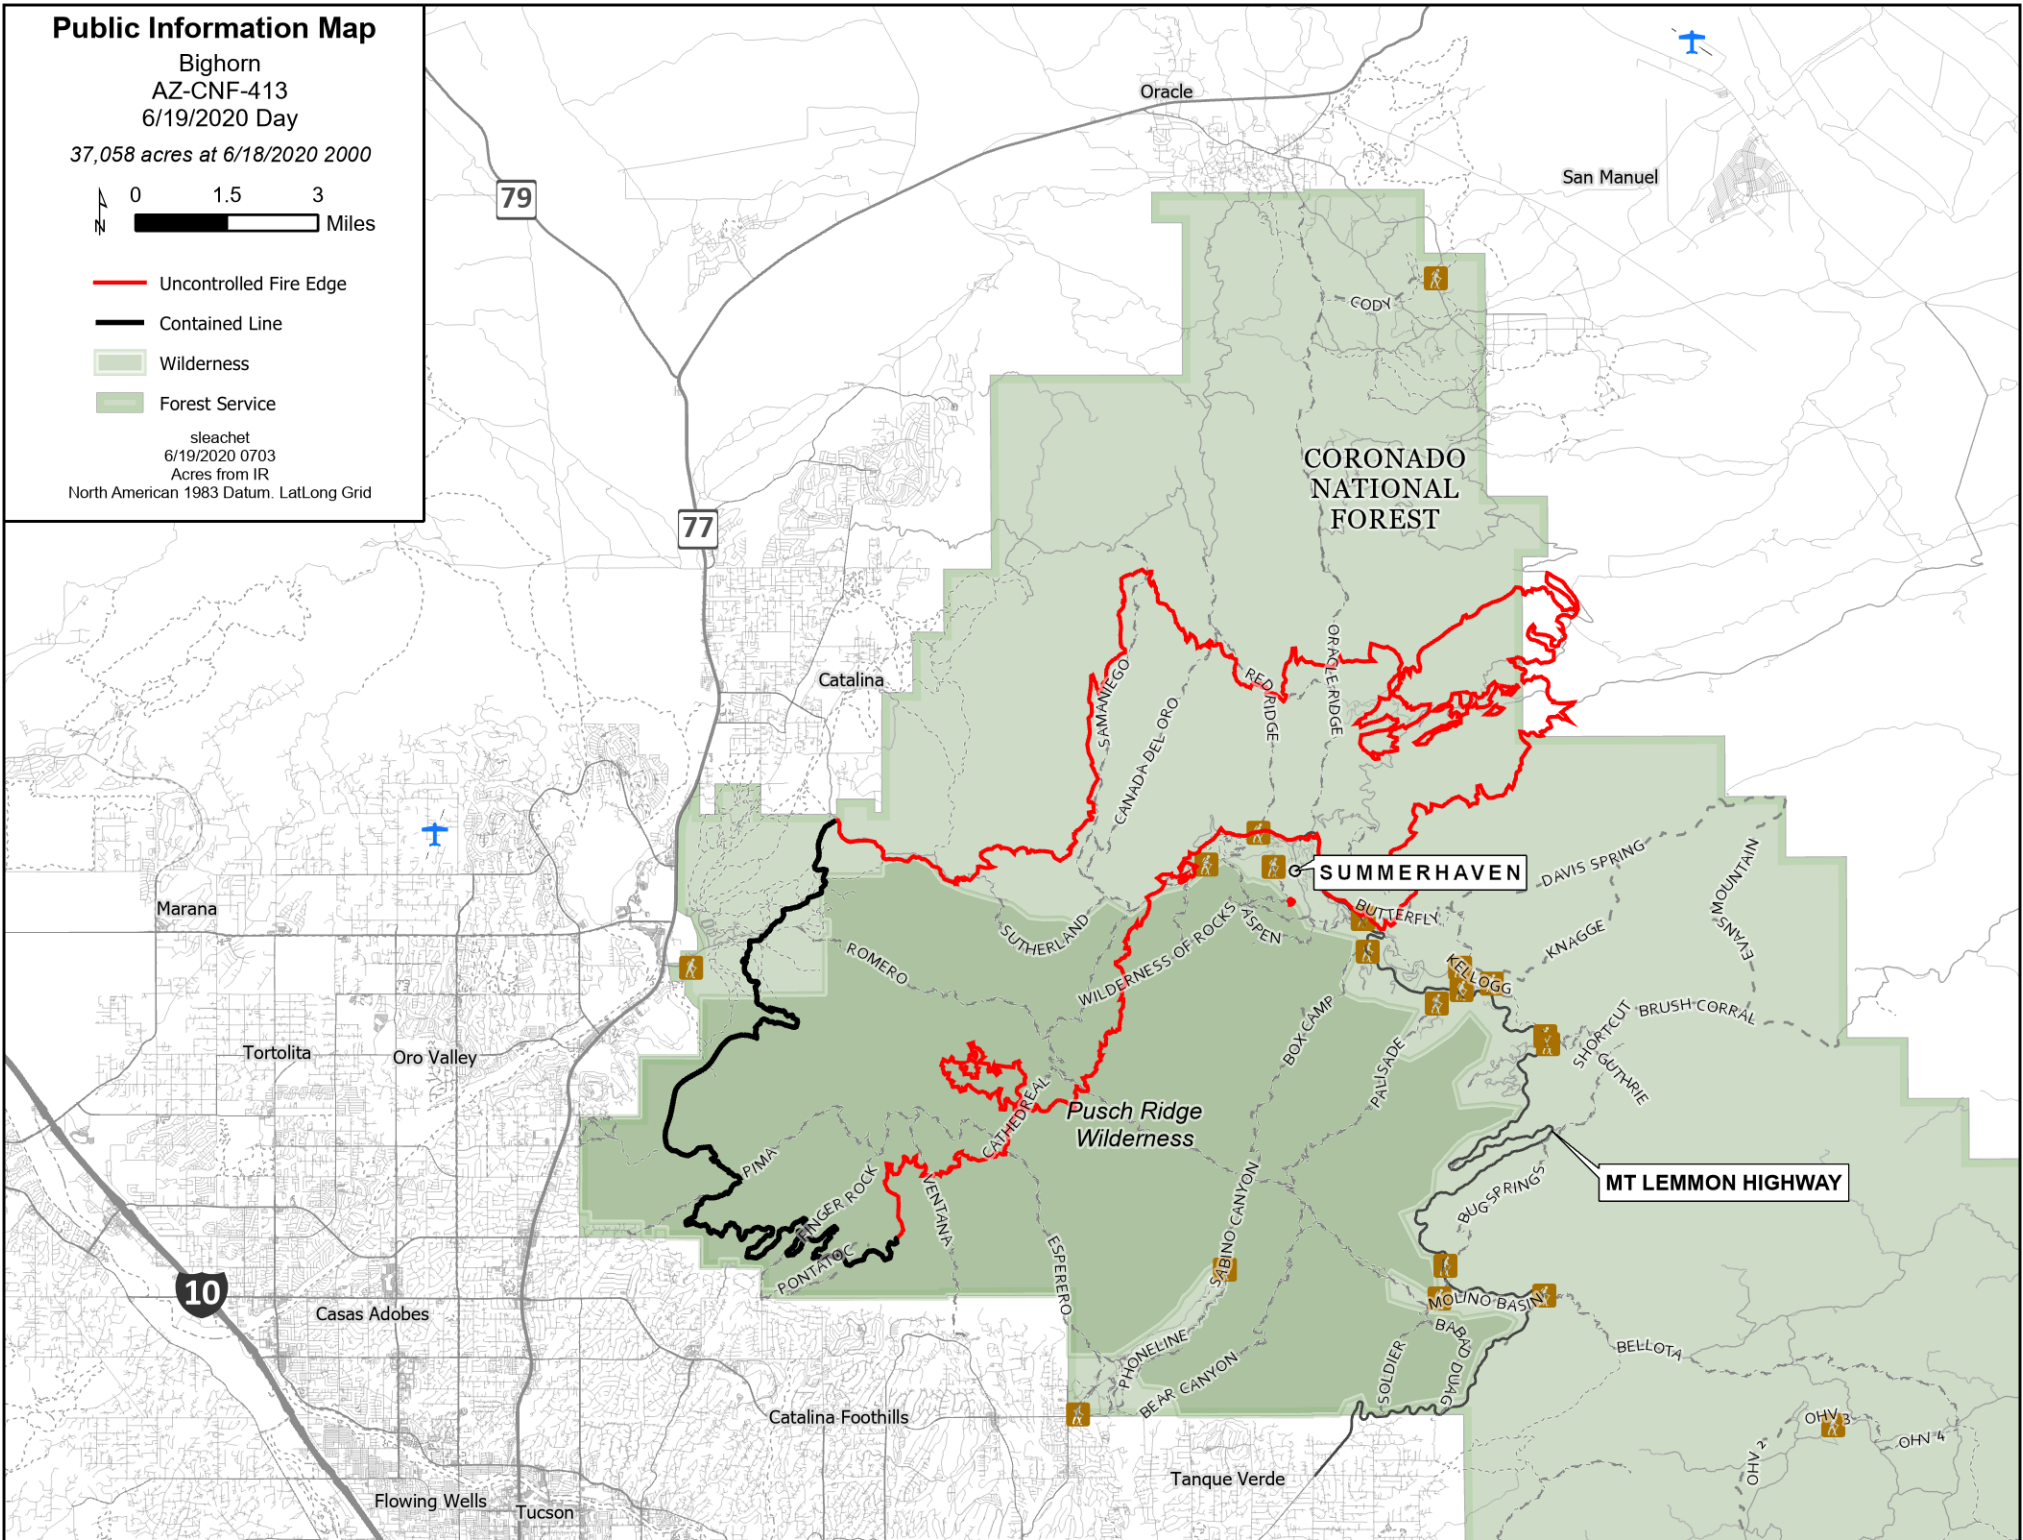 Public Information Map
Bighorn
AZ-CNF-413
6/19/2020 Day
37,058 acres at 6/18/2020 2000
N
0 1.5 3
Miles
Uncontrolled Fire Edge
Contained Line
Wilderness
Forest Service
sleachet
6/19/2020 0703
Acres from IR
North American 1983 Datum. LatLong Grid
Oracle
San Manuel
79
CODY
CORONADO
NATIONAL
FOREST
77
Catalina
SAMANIEGO
CANADA DEL ORO
RED RIDGE
ORACLE RIDGE
SUMMERHAVEN
DAVIS SPRING
EVANS MOUNTAIN
BUTTERFLY
Marana
SUTHERLAND
ROMERO
WILDERNESS OF ROCKS
ASPEN
KNAGGE
KELLOGG
BOX CAMP
PALISADE
SHORTCUT
BRUSH CORRAL
GUTHRIE
Tortolita
Oro Valley
CATHEDREAL
Pusch Ridge
Wilderness
PIMA
FINGER ROCK
VENTANA
PONTATOC
ESPERERO
SABINO CANYON
BUG SPRINGS
MT LEMMON HIGHWAY
10
Casas Adobes
MOLINO BASIN
BABAD DUAG
SOLDIER
PHONELINE
BEAR CANYON
BELLOTA
Catalina Foothills
OHV 3
OHV 4
OHV 2
Tanque Verde
Flowing Wells
Tucson